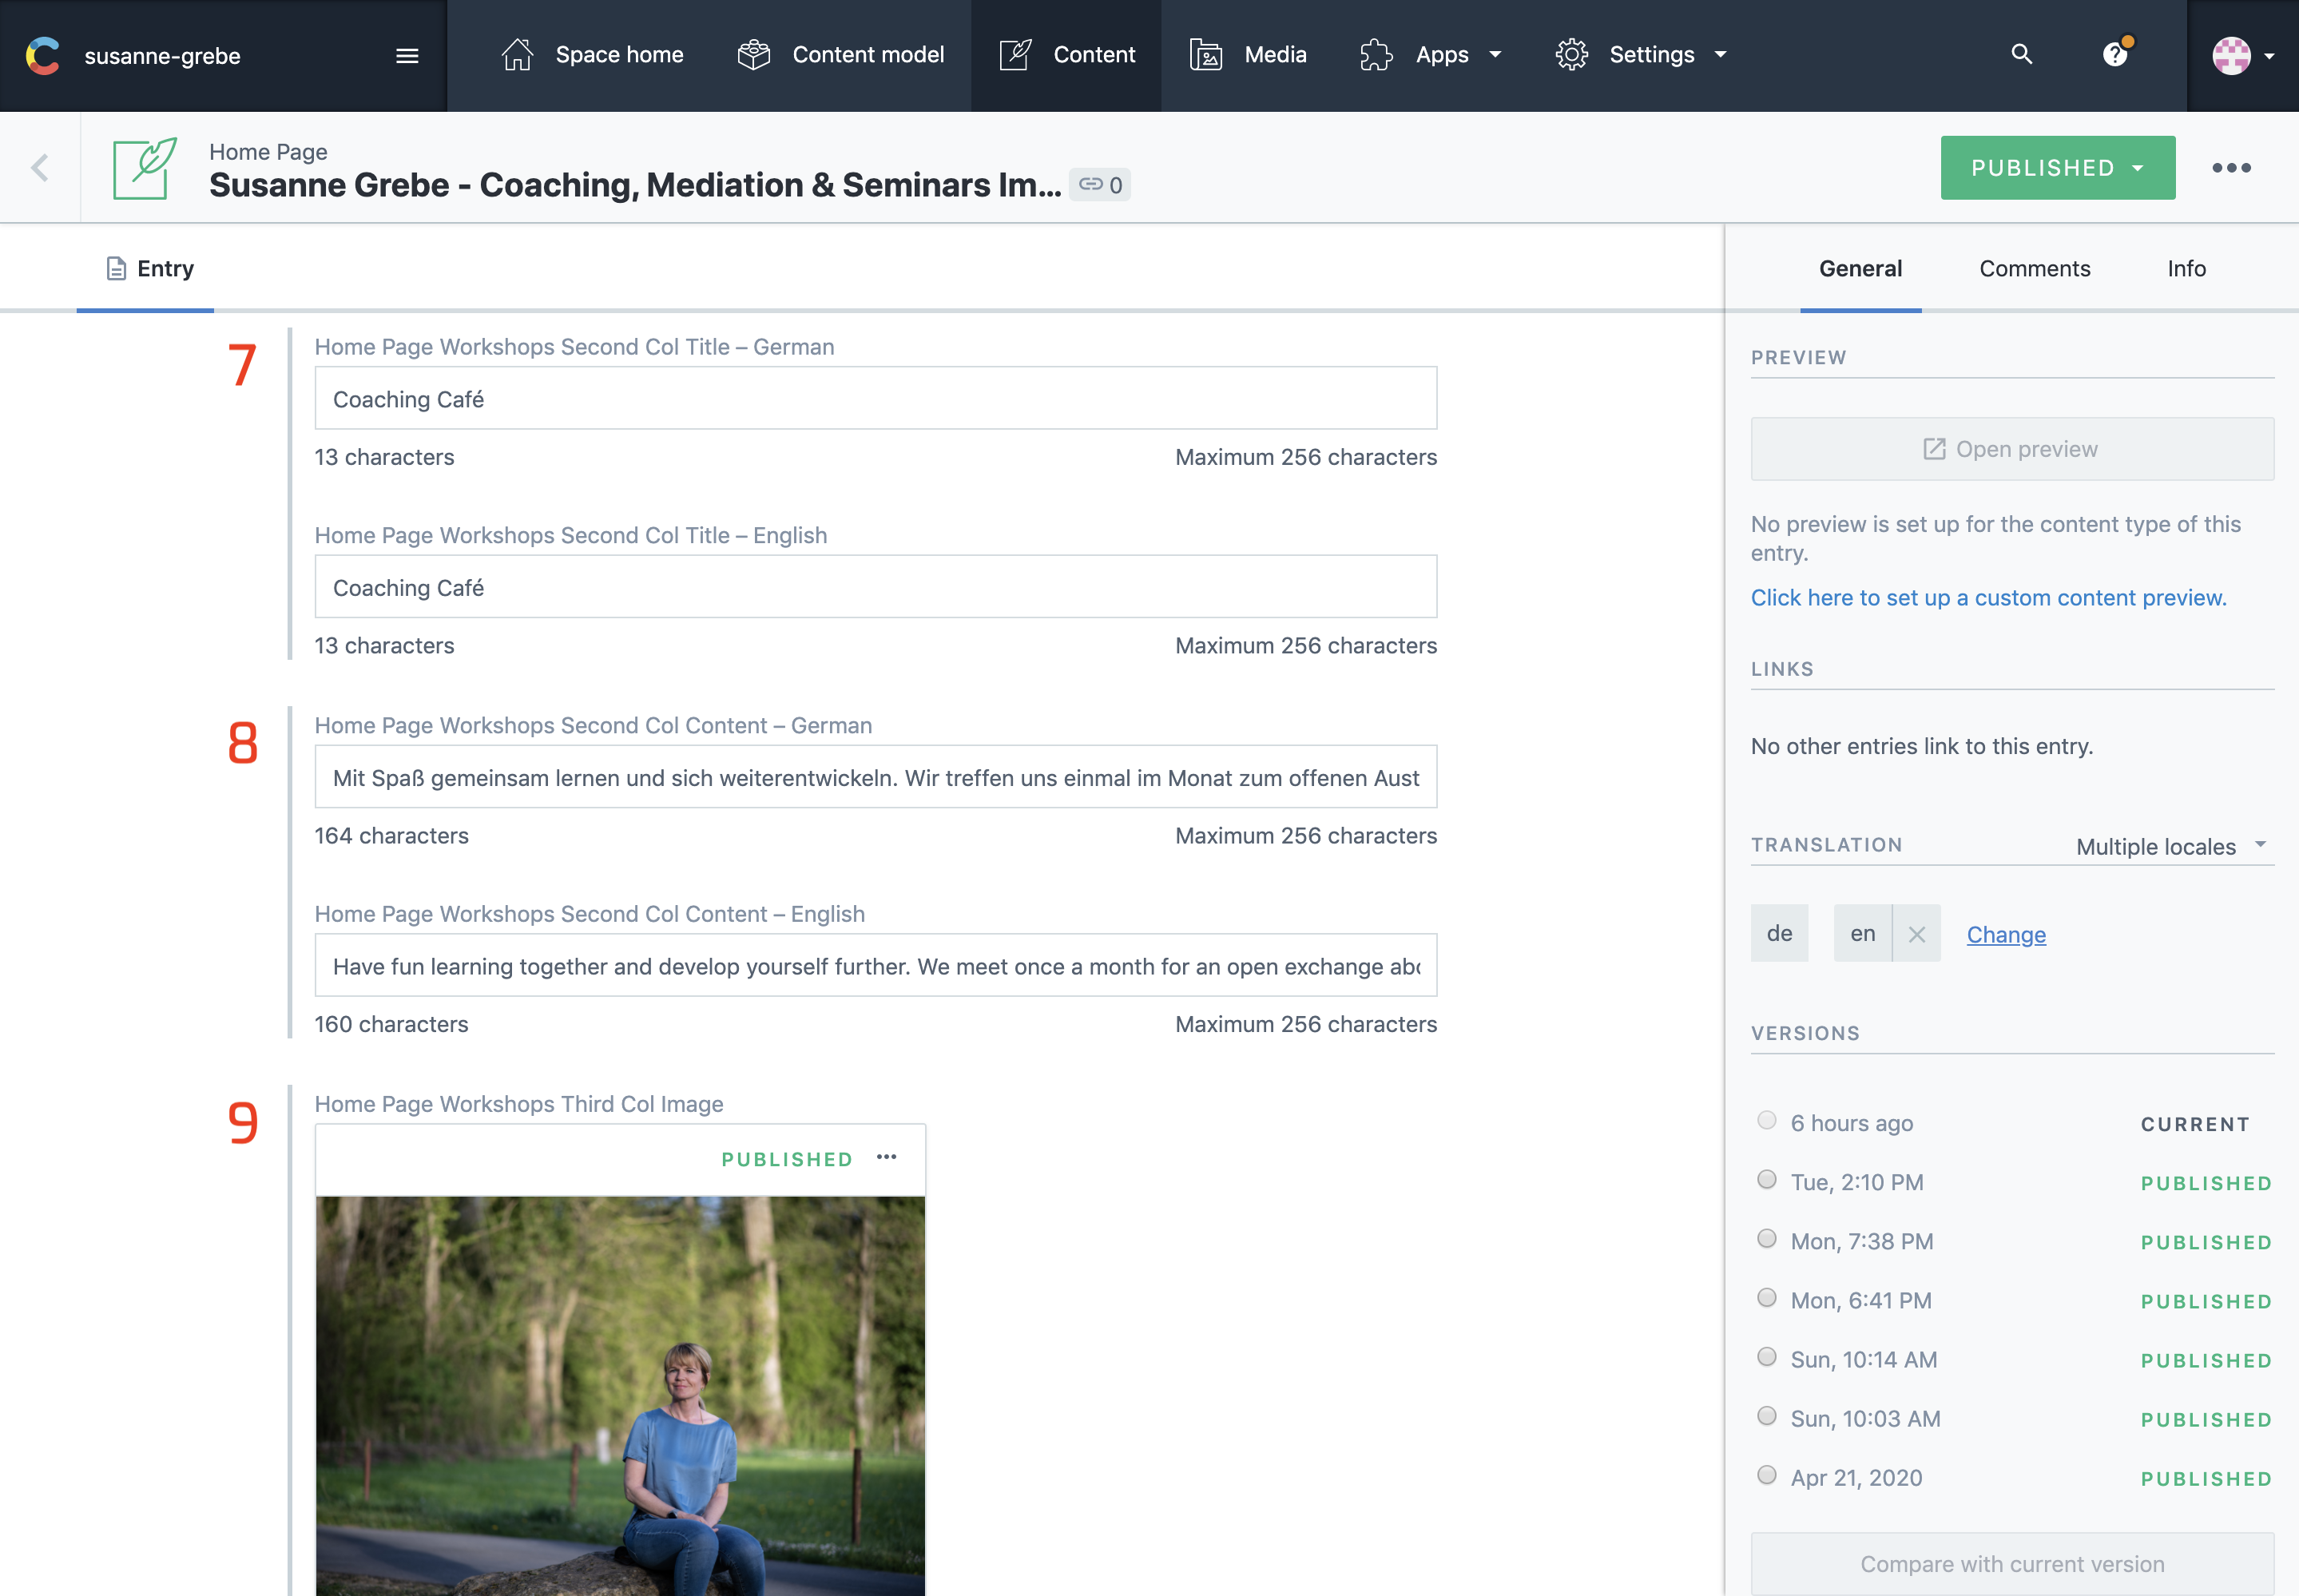 susanne-grebe
Space home
Content model
Content
Media
Apps
Settings
Home Page
Susanne Grebe - Coaching, Mediation & Seminars Im...
0
PUBLISHED
Entry
General
Comments
Info
7
Home Page Workshops Second Col Title – German
Coaching Café
13 characters
Maximum 256 characters
Home Page Workshops Second Col Title – English
Coaching Café
13 characters
Maximum 256 characters
8
Home Page Workshops Second Col Content – German
Mit Spaß gemeinsam lernen und sich weiterentwickeln. Wir treffen uns einmal im Monat zum offenen Aust
164 characters
Maximum 256 characters
Home Page Workshops Second Col Content – English
Have fun learning together and develop yourself further. We meet once a month for an open exchange abo
160 characters
Maximum 256 characters
9
Home Page Workshops Third Col Image
PUBLISHED
PREVIEW
Open preview
No preview is set up for the content type of this
entry.
Click here to set up a custom content preview.
LINKS
No other entries link to this entry.
TRANSLATION
Multiple locales
de
en
Change
VERSIONS
6 hours ago
CURRENT
Tue, 2:10 PM
PUBLISHED
Mon, 7:38 PM
PUBLISHED
Mon, 6:41 PM
PUBLISHED
Sun, 10:14 AM
PUBLISHED
Sun, 10:03 AM
PUBLISHED
Apr 21, 2020
PUBLISHED
Compare with current version